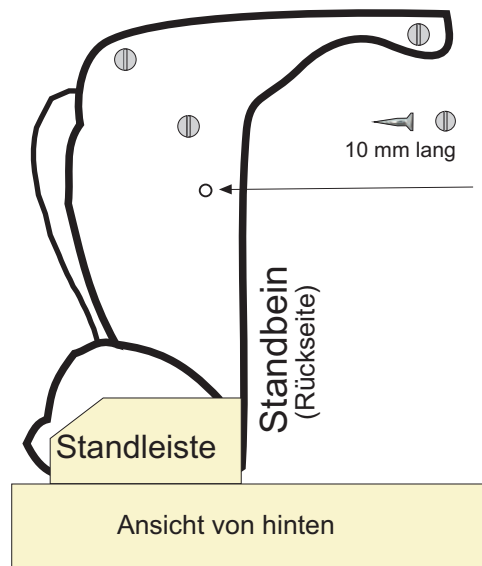 10 mm lang
Standbein
(Rückseite)
Standleiste
Ansicht von hinten